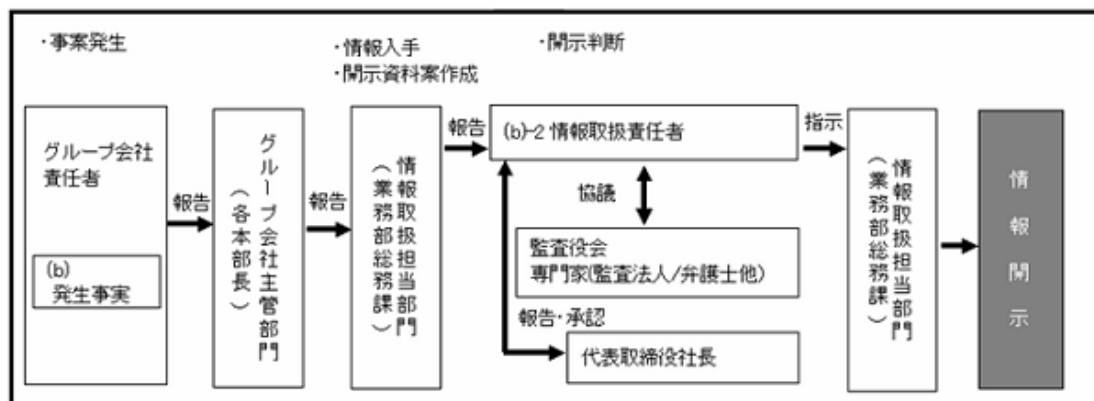 ・事案発生
・情報入手
・開示資料案作成
・開示判断
グループ会社
責任者
(b)
発生事実
報告
グループ会社主管部門
（各本部長）
報告
情報取扱担当部門
（業務部総務課）
報告
(b)-2 情報取扱責任者
協議
監査役会
専門家(監査法人/弁護士他)
報告・承認
代表取締役社長
指示
情報取扱担当部門
（業務部総務課）
情報開示